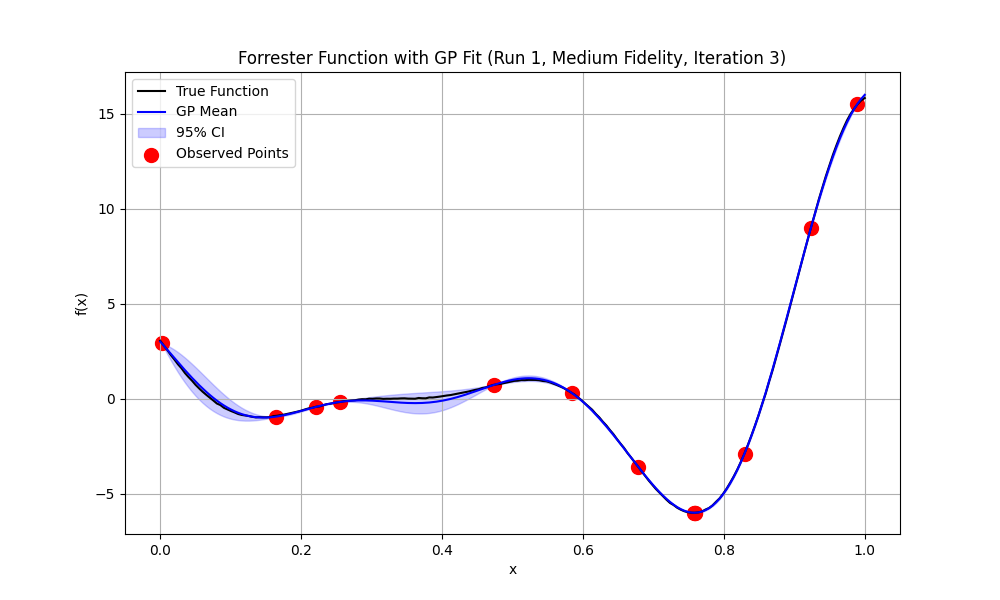 Forrester Function with GP Fit (Run 1, Medium Fidelity, Iteration 3)
True Function
GP Mean
95% CI
Observed Points
f(x)
15
10
5
0
−5
0.0 0.2 0.4 0.6 0.8 1.0
x